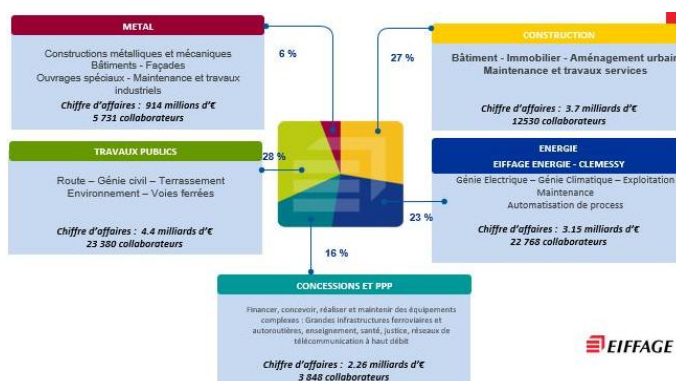 METAL
Constructions métalliques et mécaniques
Bâtiments - Façades
Ouvrages spéciaux - Maintenance et travaux
industriels
Chiffre d'affaires : 914 millions d'€
5 731 collaborateurs
6 %
27 %
CONSTRUCTION
Bâtiment - Immobilier - Aménagement urbain
Maintenance et travaux services
Chiffre d'affaires : 3.7 milliards d'€
12530 collaborateurs
TRAVAUX PUBLICS
Route – Génie civil – Terrassement
Environnement – Voies ferrées
Chiffre d'affaires : 4.4 milliards d'€
23 380 collaborateurs
28 %
ENERGIE
EIFFAGE ENERGIE - CLEMESSY
Génie Electrique – Génie Climatique – Exploitation
Maintenance
Automatisation de process
Chiffre d'affaires : 3.15 milliards d'€
22 768 collaborateurs
23 %
16 %
CONCESSIONS ET PPP
Financer, concevoir, réaliser et maintenir des équipements
complexes : Grandes infrastructures ferroviaires et
autoroutières, enseignement, santé, justice, réseaux de
télécommunication à haut débit
Chiffre d'affaires : 2.26 milliards d'€
3 848 collaborateurs
EIFFAGE